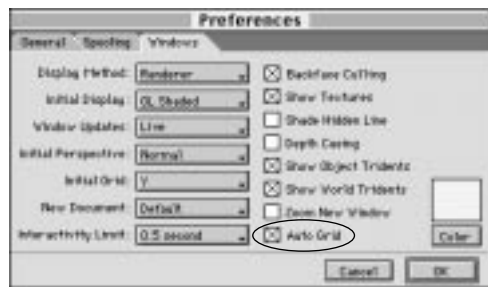 Preferences
General Spooling Windows
Display Method: Renderer
Initial Display: GL Shaded
Window Updates: Live
Initial Perspective: Normal
Initial Grid: Y
New Document: Default
Interactivity Limit: 0.5 second
Backface Culling
Show Textures
Shade Hidden Line
Depth Cueing
Show Object Tridents
Show World Tridents
Zoom New Window
Auto Grid
Color
Cancel OK